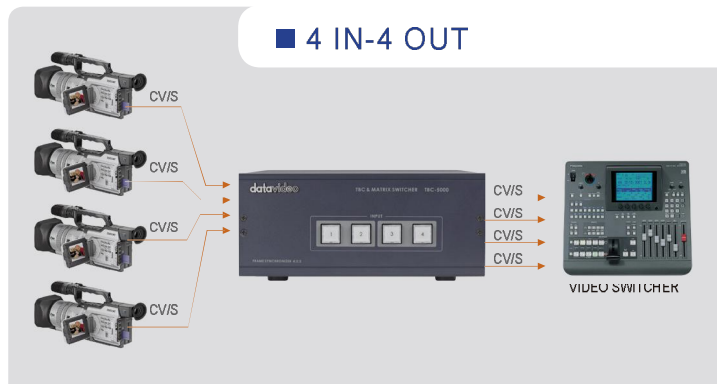 4 IN-4 OUT
CV/S
CV/S
CV/S
CV/S
datavideo
TBC & MATRIX SWITCHER TBC-5000
INPUT
1 2 3 4
CV/S
CV/S
CV/S
CV/S
VIDEO SWITCHER